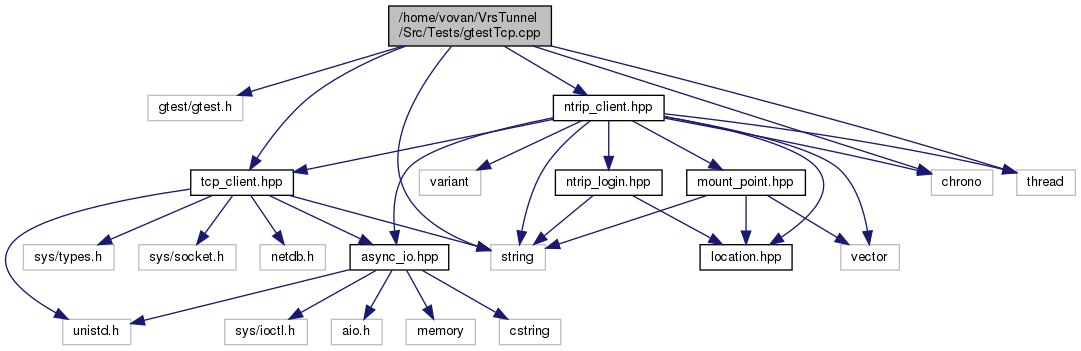 /home/vovan/VrsTunnel
/Src/Tests/gtestTcp.cpp
gtest/gtest.h
ntrip_client.hpp
tcp_client.hpp
variant
ntrip_login.hpp
mount_point.hpp
chrono
thread
sys/types.h
sys/socket.h
netdb.h
async_io.hpp
string
location.hpp
vector
unistd.h
sys/ioctl.h
aio.h
memory
cstring